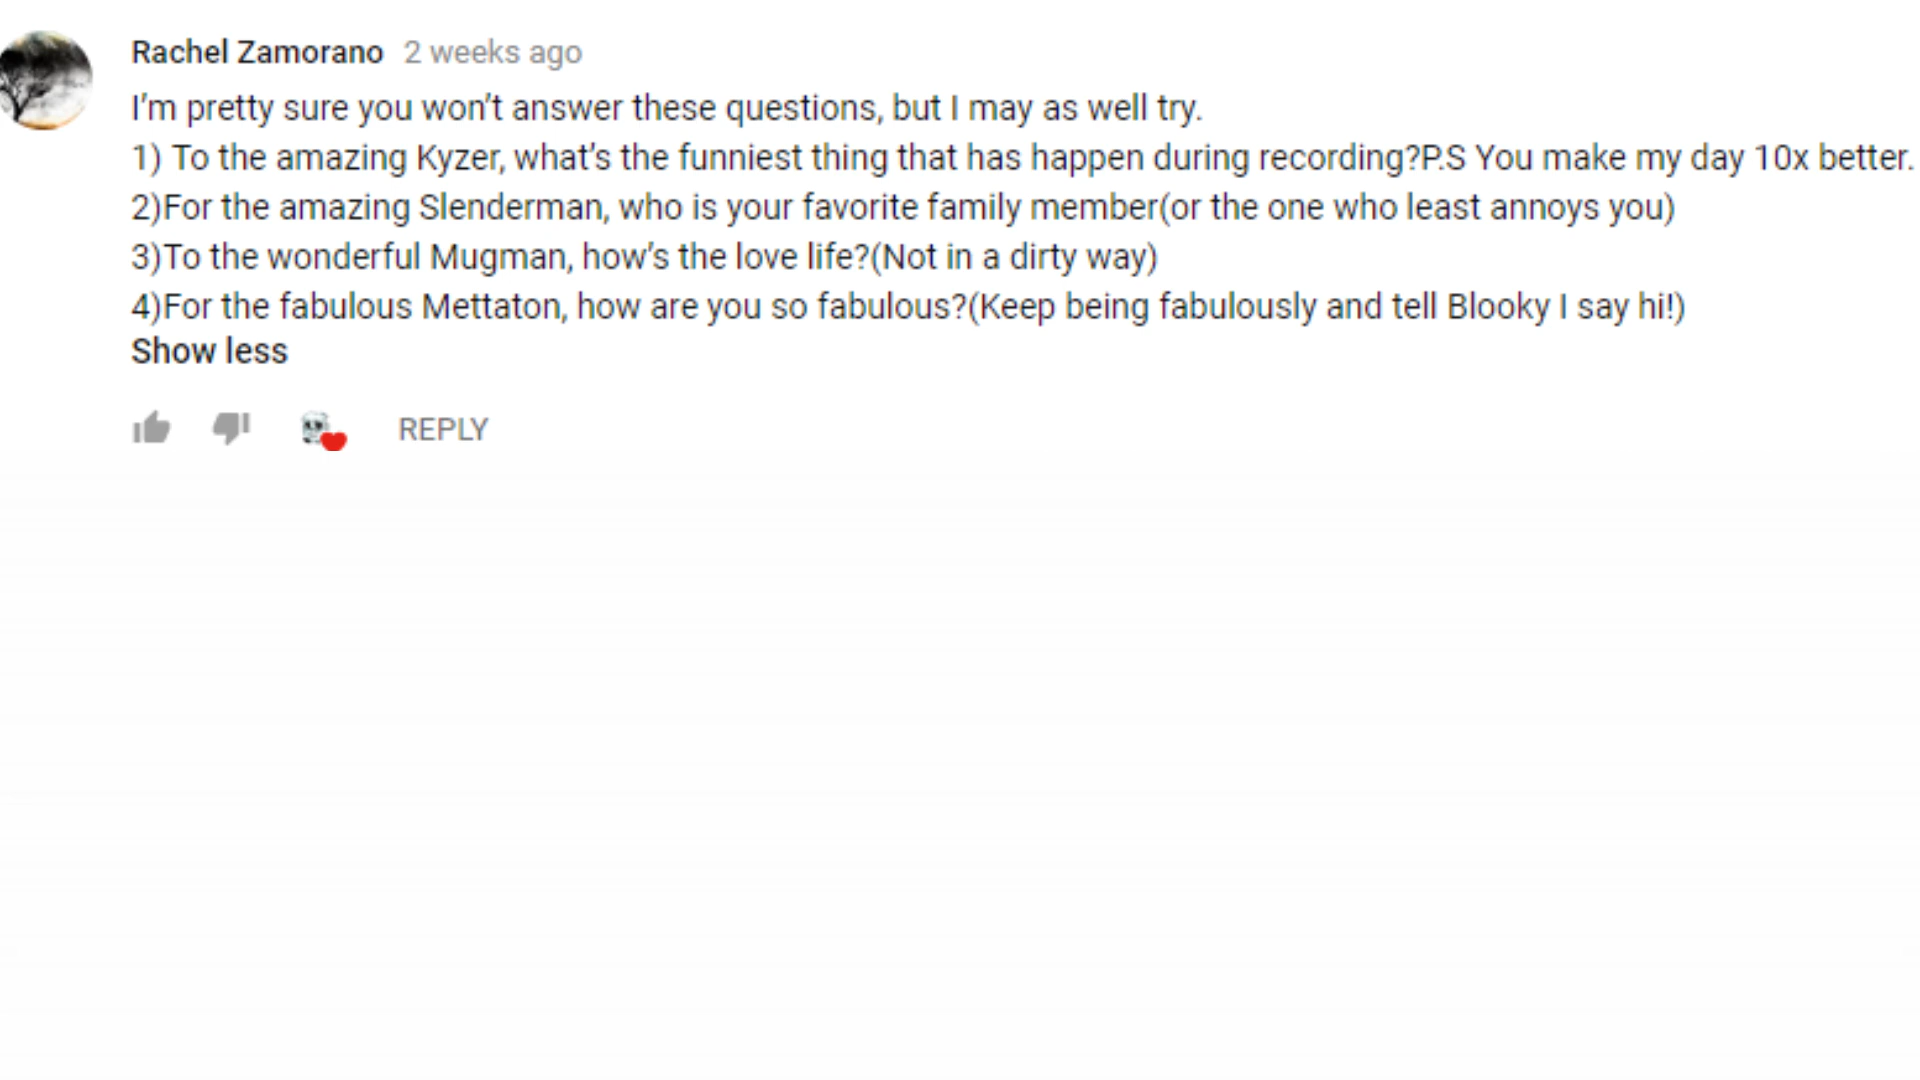 Rachel Zamorano 2 weeks ago
I'm pretty sure you won't answer these questions, but I may as well try.
1) To the amazing Kyzer, what's the funniest thing that has happen during recording?P.S You make my day 10x better.
2)For the amazing Slenderman, who is your favorite family member(or the one who least annoys you)
3)To the wonderful Mugman, how's the love life?(Not in a dirty way)
4)For the fabulous Mettaton, how are you so fabulous?(Keep being fabulously and tell Blooky I say hi!)
Show less
REPLY